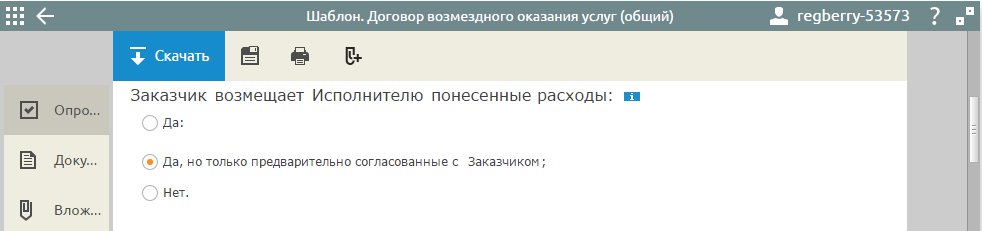 Шаблон. Договор возмездного оказания услуг (общий)
regberry-53573
?
Скачать
Заказчик возмещает Исполнителю понесенные расходы: i
Опро...
Да:
Доку...
Да, но только предварительно согласованные с Заказчиком;
Нет.
Влож...